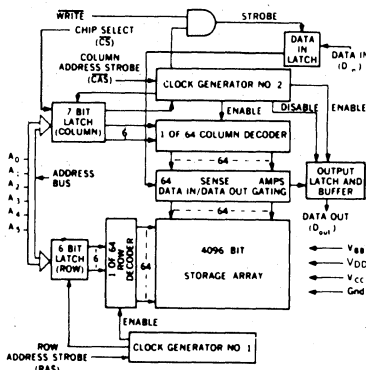 WRITE
STROBE
CHIP SELECT
(CS)
DATA
IN
LATCH
COLUMN
ADDRESS STROBE
(CAS)
DATA IN
(D in)
CLOCK GENERATOR NO 2
ENABLE
DISABLE
ENABLE
7 BIT
LATCH
(COLUMN)
6
1 OF 64 COLUMN DECODER
A0
A1
A2
A3
A4
A5
ADDRESS
BUS
64
64 SENSE AMPS
DATA IN/DATA OUT GATING
OUTPUT
LATCH AND
BUFFER
64
DATA OUT
(Dout)
6 BIT
LATCH
(ROW)
6
1 OF 64
ROW
DECODER
64
4096 BIT
STORAGE ARRAY
VBB
VDD
VCC
Gnd
ENABLE
ROW
ADDRESS STROBE
(RAS)
CLOCK GENERATOR NO 1